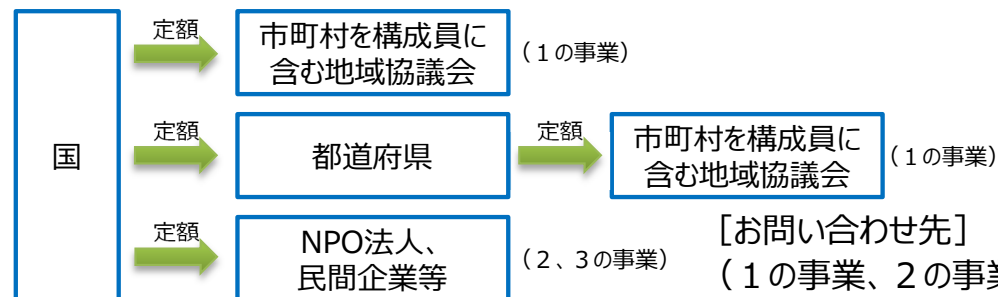 定額
市町村を構成員に
含む地域協議会
（１の事業）
国
定額
都道府県
定額
市町村を構成員に
含む地域協議会
（１の事業）
定額
NPO法人、
民間企業等
（２、３の事業）
［お問い合わせ先］
（１の事業、２の事業